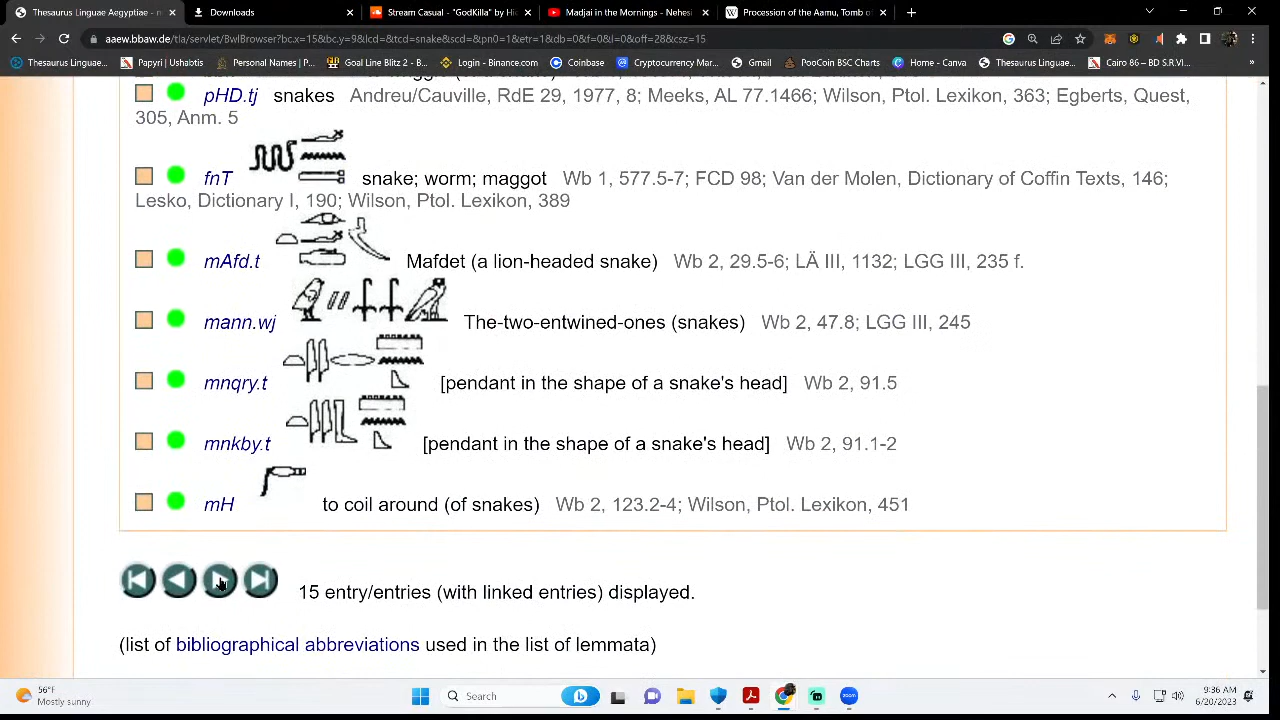 Thesaurus Linguae Aegyptiae - ne
Downloads
Stream Casual - "GodKilla" by Hi
Madjai in the Mornings - Nehesi
Procession of the Aamu, Tomb of
aaew.bbaw.de/tla/servlet/BwlBrowser?bc.x=15&bc.y=9&lcd=&tcd=snake&scd=&pn0=1&etr=1&db=0&f=0&l=0&off=28&csz=15
Thesaurus Linguae...
Papyri | Ushabtis
Personal Names | P...
Goal Line Blitz 2 - B...
Login - Binance.com
Coinbase
Cryptocurrency Mar...
Gmail
PooCoin BSC Charts
Hieroglyphs | The M...
Cairo 86 – BD S.R.VI...
pHD.tj snakes Andreu/Cauville, RdE 29, 1977, 8; Meeks, AL 77.1466; Wilson, Ptol. Lexikon, 363; Egberts, Quest,
305, Anm. 5
fnT snake; worm; maggot Wb 1, 577.5-7; FCD 98; Van der Molen, Dictionary of Coffin Texts, 146;
Lesko, Dictionary I, 190; Wilson, Ptol. Lexikon, 389
mAfd.t Mafdet (a lion-headed snake) Wb 2, 29.5-6; LÄ III, 1132; LGG III, 235 f.
mann.wj The-two-entwined-ones (snakes) Wb 2, 47.8; LGG III, 245
mnqry.t [pendant in the shape of a snake's head] Wb 2, 91.5
mnkby.t [pendant in the shape of a snake's head] Wb 2, 91.1-2
mH to coil around (of snakes) Wb 2, 123.2-4; Wilson, Ptol. Lexikon, 451
15 entry/entries (with linked entries) displayed.
(list of bibliographical abbreviations used in the list of lemmata)
56°F
Mostly sunny
Search
9:36 AM
6/20/2023